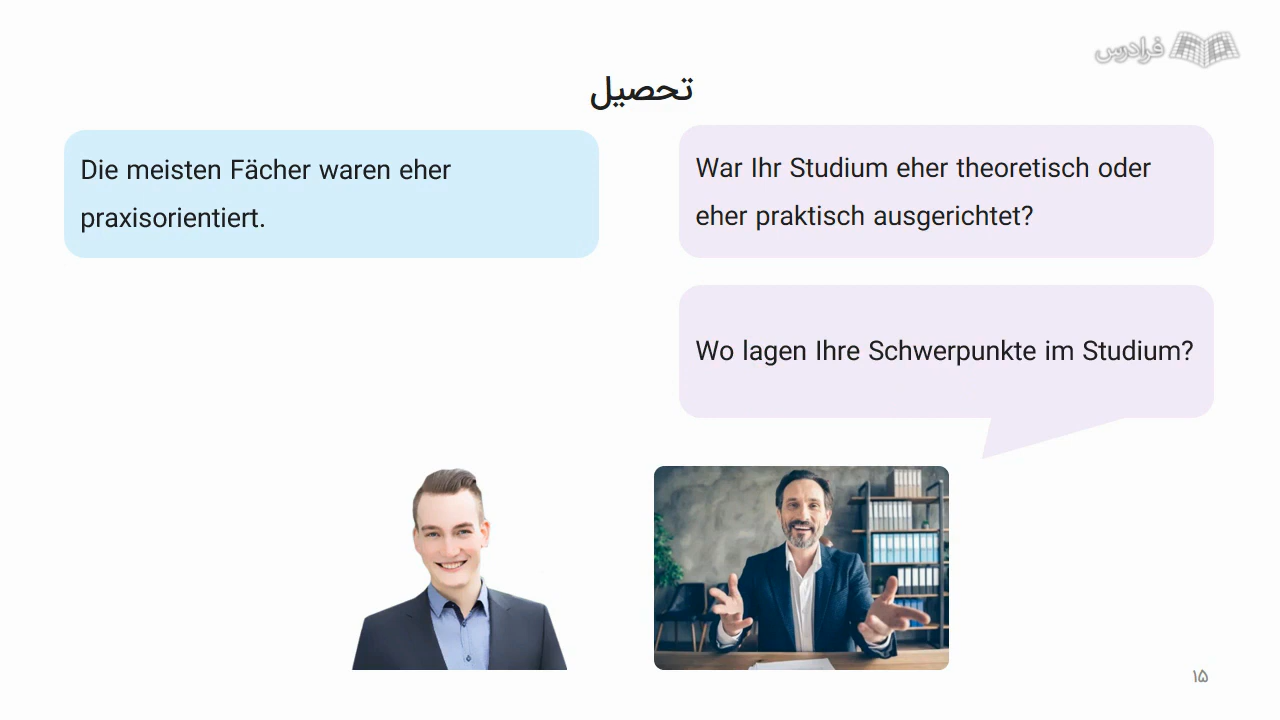 فرادرس
تحصیل
War Ihr Studium eher theoretisch oder
eher praktisch ausgerichtet?
Die meisten Fächer waren eher
praxisorientiert.
Wo lagen Ihre Schwerpunkte im Studium?
۱۵